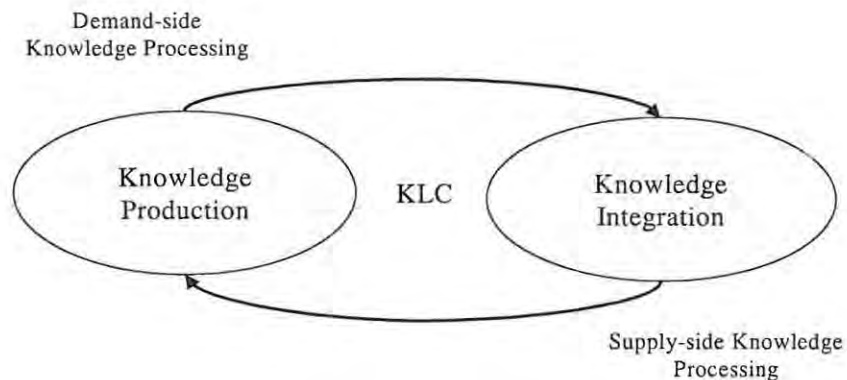 Demand-side
Knowledge Processing
Knowledge
Production
KLC
Knowledge
Integration
Supply-side Knowledge
Processing